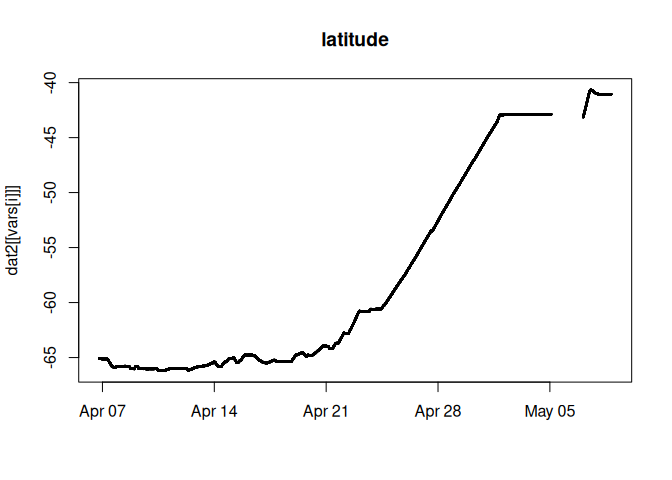 latitude
dat2[[vars[i]]]
-40
-45
-50
-55
-60
-65
Apr 07
Apr 14
Apr 21
Apr 28
May 05